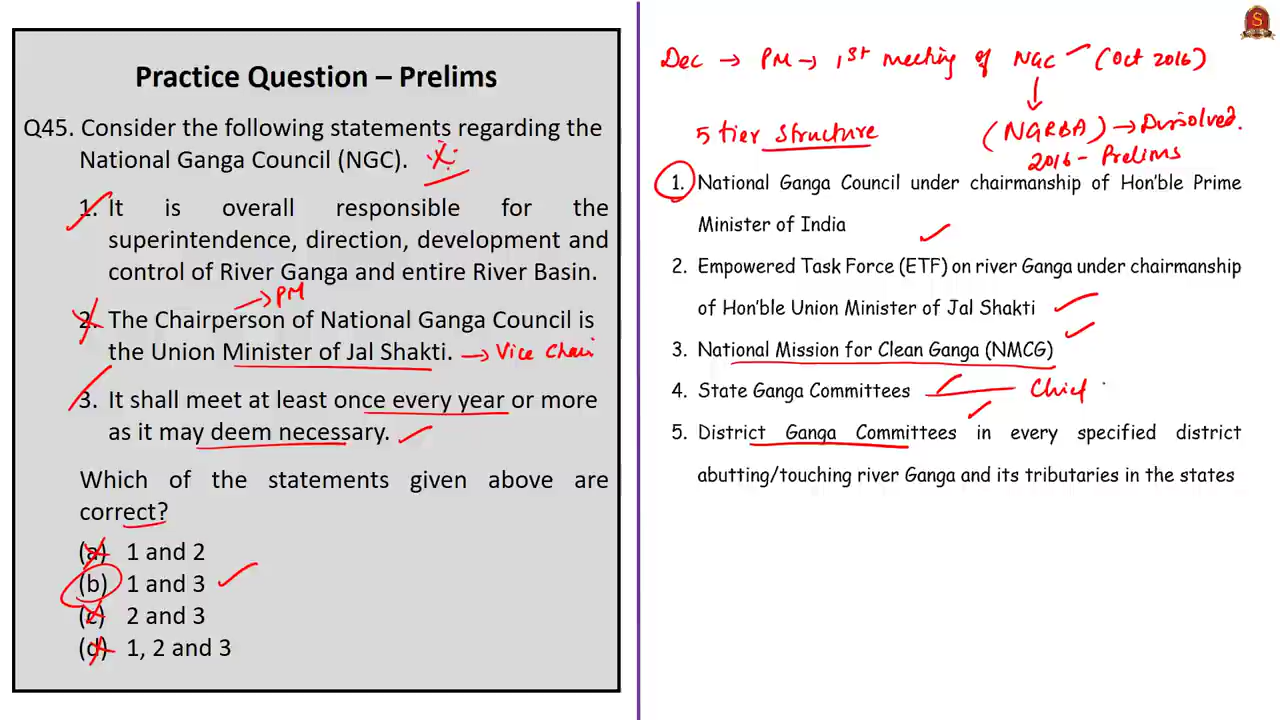 Practice Question – Prelims
Q45. Consider the following statements regarding the
National Ganga Council (NGC).
1. It is overall responsible for the
superintendence, direction, development and
control of River Ganga and entire River Basin.
→ PM
2. The Chairperson of National Ganga Council is
the Union Minister of Jal Shakti. → Vice Chair
3. It shall meet at least once every year or more
as it may deem necessary.
Which of the statements given above are
correct?
(a) 1 and 2
(b) 1 and 3
(c) 2 and 3
(d) 1, 2 and 3
Dec → PM → 1st meeting of NGC (Oct 2016)
5 tier Structure
(NGRBA) → Dissolved.
2016 - Prelims
1. National Ganga Council under chairmanship of Hon'ble Prime
Minister of India
2. Empowered Task Force (ETF) on river Ganga under chairmanship
of Hon'ble Union Minister of Jal Shakti
3. National Mission for Clean Ganga (NMCG)
4. State Ganga Committees Chief
5. District Ganga Committees in every specified district
abutting/touching river Ganga and its tributaries in the states
S